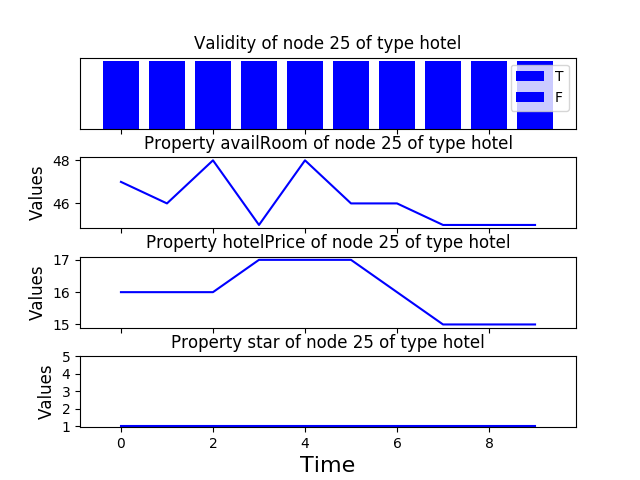 Validity of node 25 of type hotel
T
F
Property availRoom of node 25 of type hotel
48
46
Values
Property hotelPrice of node 25 of type hotel
17
16
15
Values
Property star of node 25 of type hotel
5
4
3
2
1
Values
0 2 4 6 8
Time